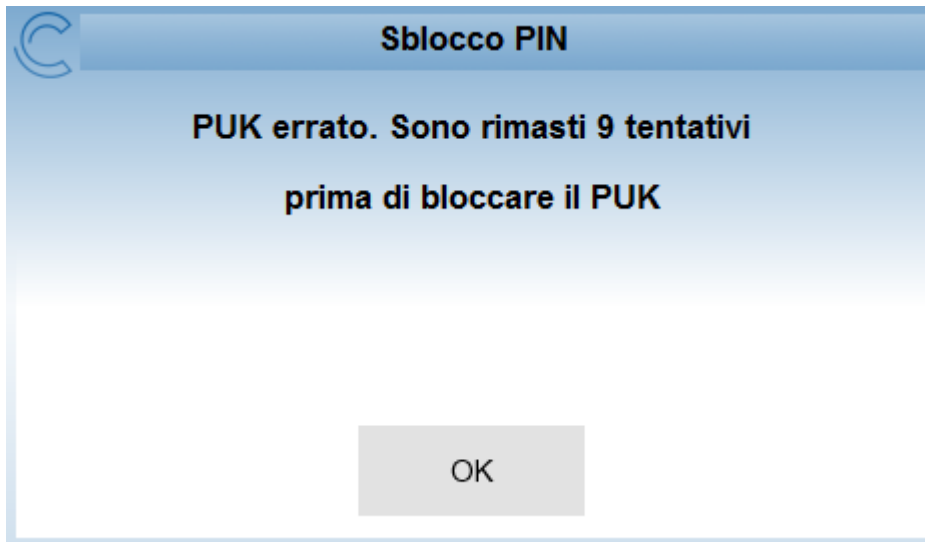 Sblocco PIN
PUK errato. Sono rimasti 9 tentativi
prima di bloccare il PUK
OK